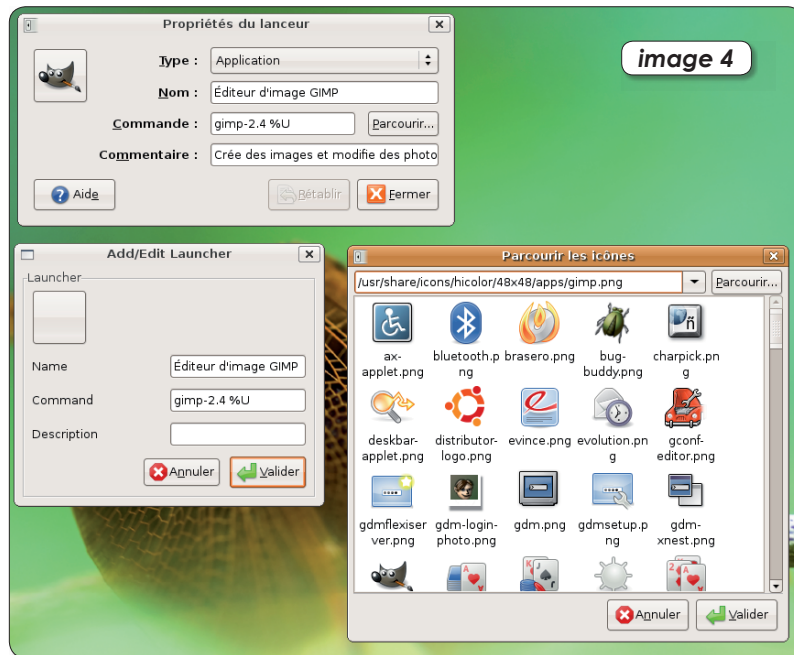 Propriétés du lanceur
image 4
Type : Application
Nom : Éditeur d'image GIMP
Commande : gimp-2.4 %U Parcourir...
Commentaire : Crée des images et modifie des photo
Aide Rétablir Fermer
Add/Edit Launcher
Launcher
Name Éditeur d'image GIMP
Command gimp-2.4 %U
Description
Annuler Valider
Parcourir les icônes
/usr/share/icons/hicolor/48x48/apps/gimp.png Parcourir...
ax-
applet.png
bluetooth.p
ng
brasero.png
bug-
buddy.png
charpick.pn
g
deskbar-
applet.png
distributor-
logo.png
evince.png
evolution.pn
g
gconf-
editor.png
gdmflexiser
ver.png
gdm-login-
photo.png
gdm.png
gdmsetup.p
ng
gdm-
xnest.png
Annuler Valider